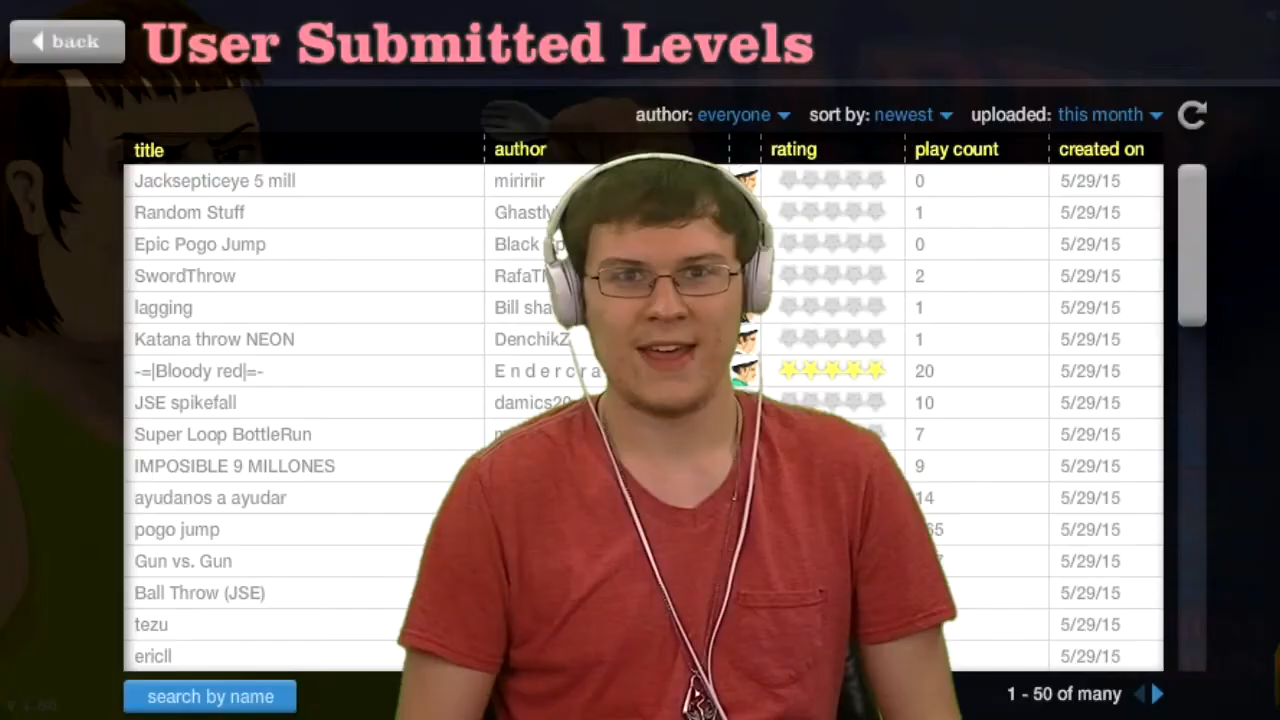 back
User Submitted Levels
author: everyone sort by: newest uploaded: this month
title author rating play count created on
Jacksepticeye 5 mill miririir 0 5/29/15
Random Stuff Ghastly 1 5/29/15
Epic Pogo Jump Black 0 5/29/15
SwordThrow 2 5/29/15
lagging Bill 1 5/29/15
Katana throw NEON 1 5/29/15
-=|Bloody red|=- 20 5/29/15
JSE spikefall 10 5/29/15
Super Loop BottleRun 7 5/29/15
IMPOSIBLE 9 MILLONES 9 5/29/15
ayudanos a ayudar 14 5/29/15
pogo jump 5/29/15
Gun vs. Gun 5/29/15
Ball Throw (JSE) 5/29/15
tezu 5/29/15
ericll 5/29/15
search by name 1 - 50 of many